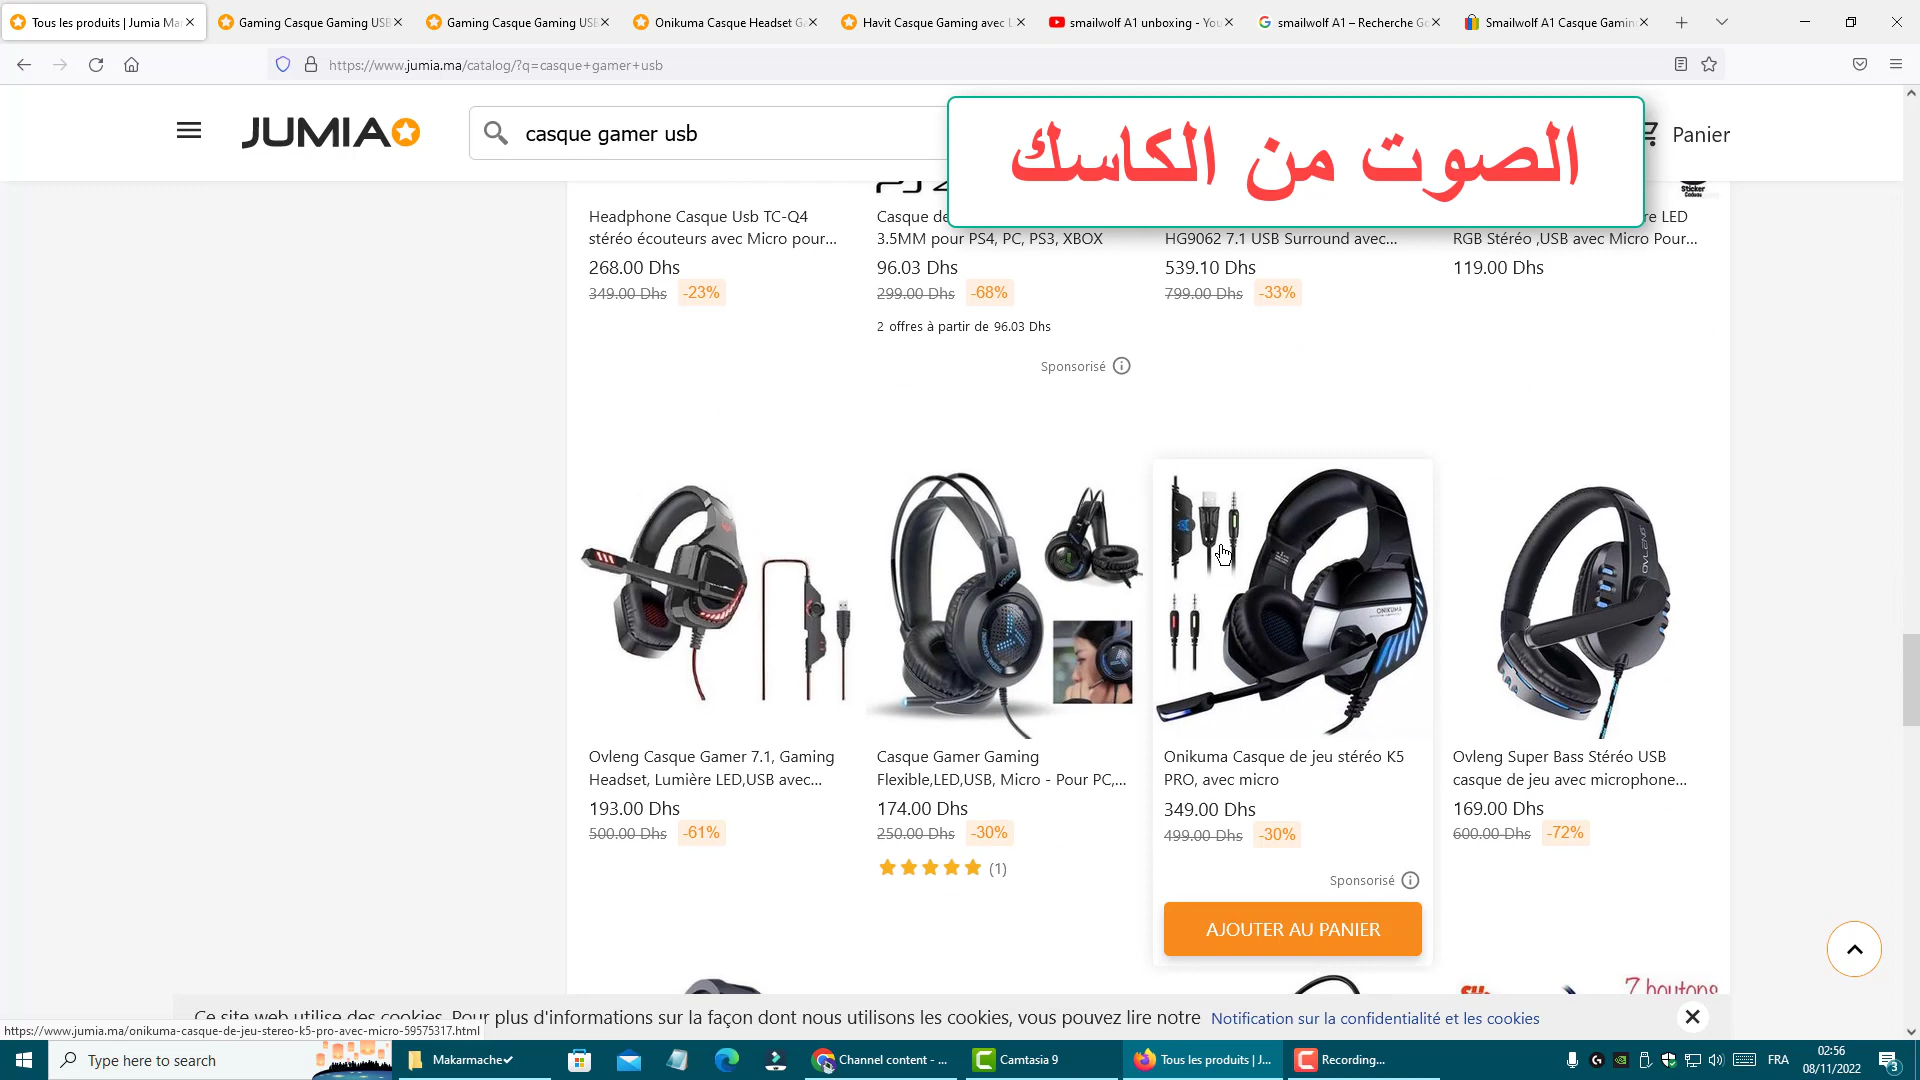 Tous les produits | Jumia Ma
Gaming Casque Gaming USB
Gaming Casque Gaming USB
Onikuma Casque Headset Ga
Havit Casque Gaming avec L
smailwolf A1 unboxing - You
smailwolf A1 – Recherche Go
Smailwolf A1 Casque Gamin
https://www.jumia.ma/catalog/?q=casque+gamer+usb
JUMIA
casque gamer usb
الصوت من الكاسك
Panier
Sticker
Cadeau
Headphone Casque Usb TC-Q4
stéréo écouteurs avec Micro pour...
268.00 Dhs
349.00 Dhs -23%
Casque de
3.5MM pour PS4, PC, PS3, XBOX
96.03 Dhs
299.00 Dhs -68%
2 offres à partir de 96.03 Dhs
Sponsorisé
HG9062 7.1 USB Surround avec...
539.10 Dhs
799.00 Dhs -33%
re LED
RGB Stéréo ,USB avec Micro Pour...
119.00 Dhs
V2000
ONIKUMA
OVLENG
Ovleng Casque Gamer 7.1, Gaming
Headset, Lumière LED,USB avec...
193.00 Dhs
500.00 Dhs -61%
Casque Gamer Gaming
Flexible,LED,USB, Micro - Pour PC,...
174.00 Dhs
250.00 Dhs -30%
(1)
Onikuma Casque de jeu stéréo K5
PRO, avec micro
349.00 Dhs
499.00 Dhs -30%
Sponsorisé
AJOUTER AU PANIER
Ovleng Super Bass Stéréo USB
casque de jeu avec microphone...
169.00 Dhs
600.00 Dhs -72%
7 boutons
Ce site web utilise des cookies. Pour plus d'informations sur la façon dont nous utilisons les cookies, vous pouvez lire notre Notification sur la confidentialité et les cookies
https://www.jumia.ma/onikuma-casque-de-jeu-stereo-k5-pro-avec-micro-59575317.html
Type here to search
Makarmache✓
Channel content - ...
Camtasia 9
Tous les produits | J...
Recording...
FRA
02:56
08/11/2022
3